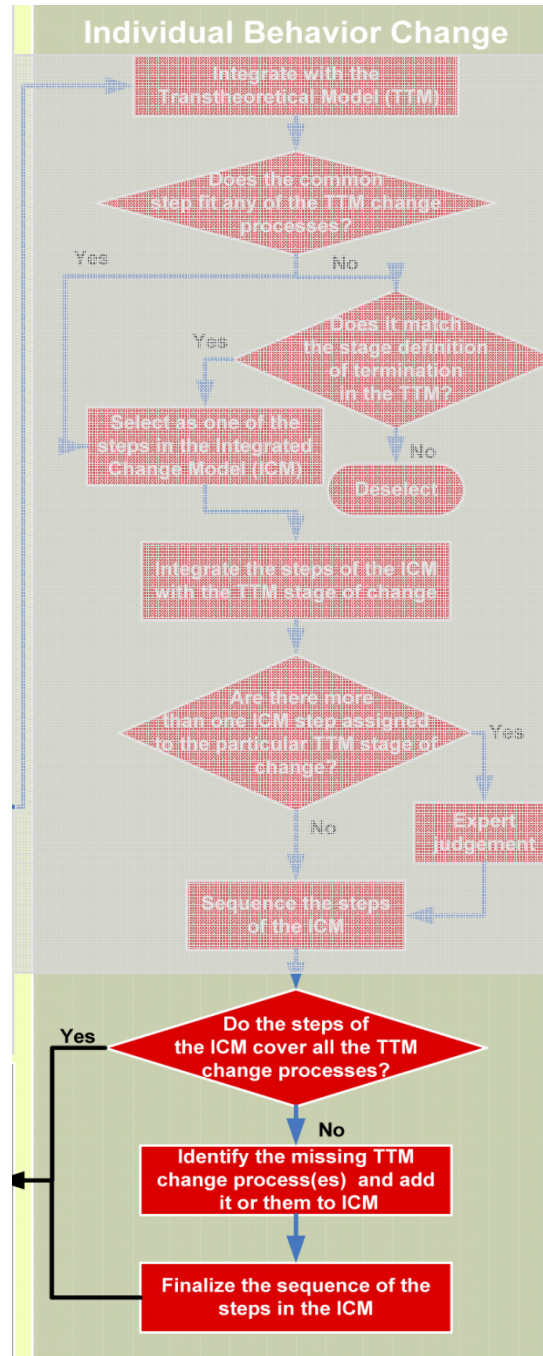 Individual Behavior Change
Integrate with the
Transtheoretical Model (TTM)
Does the common
step fit any of the TTM change
processes?
Yes
No
Does it match
the stage definition
of termination
in the TTM?
Yes
Select as one of the
steps in the Integrated
Change Model (ICM)
No
Deselect
Integrate the steps of the ICM
with the TTM stage of change
Are there more
than one ICM step assigned
to the particular TTM stage of
change?
Yes
No
Expert
judgement
Sequence the steps
of the ICM
Do the steps of
the ICM cover all the TTM
change processes?
Yes
No
Identify the missing TTM
change process(es) and add
it or them to ICM
Finalize the sequence of the
steps in the ICM